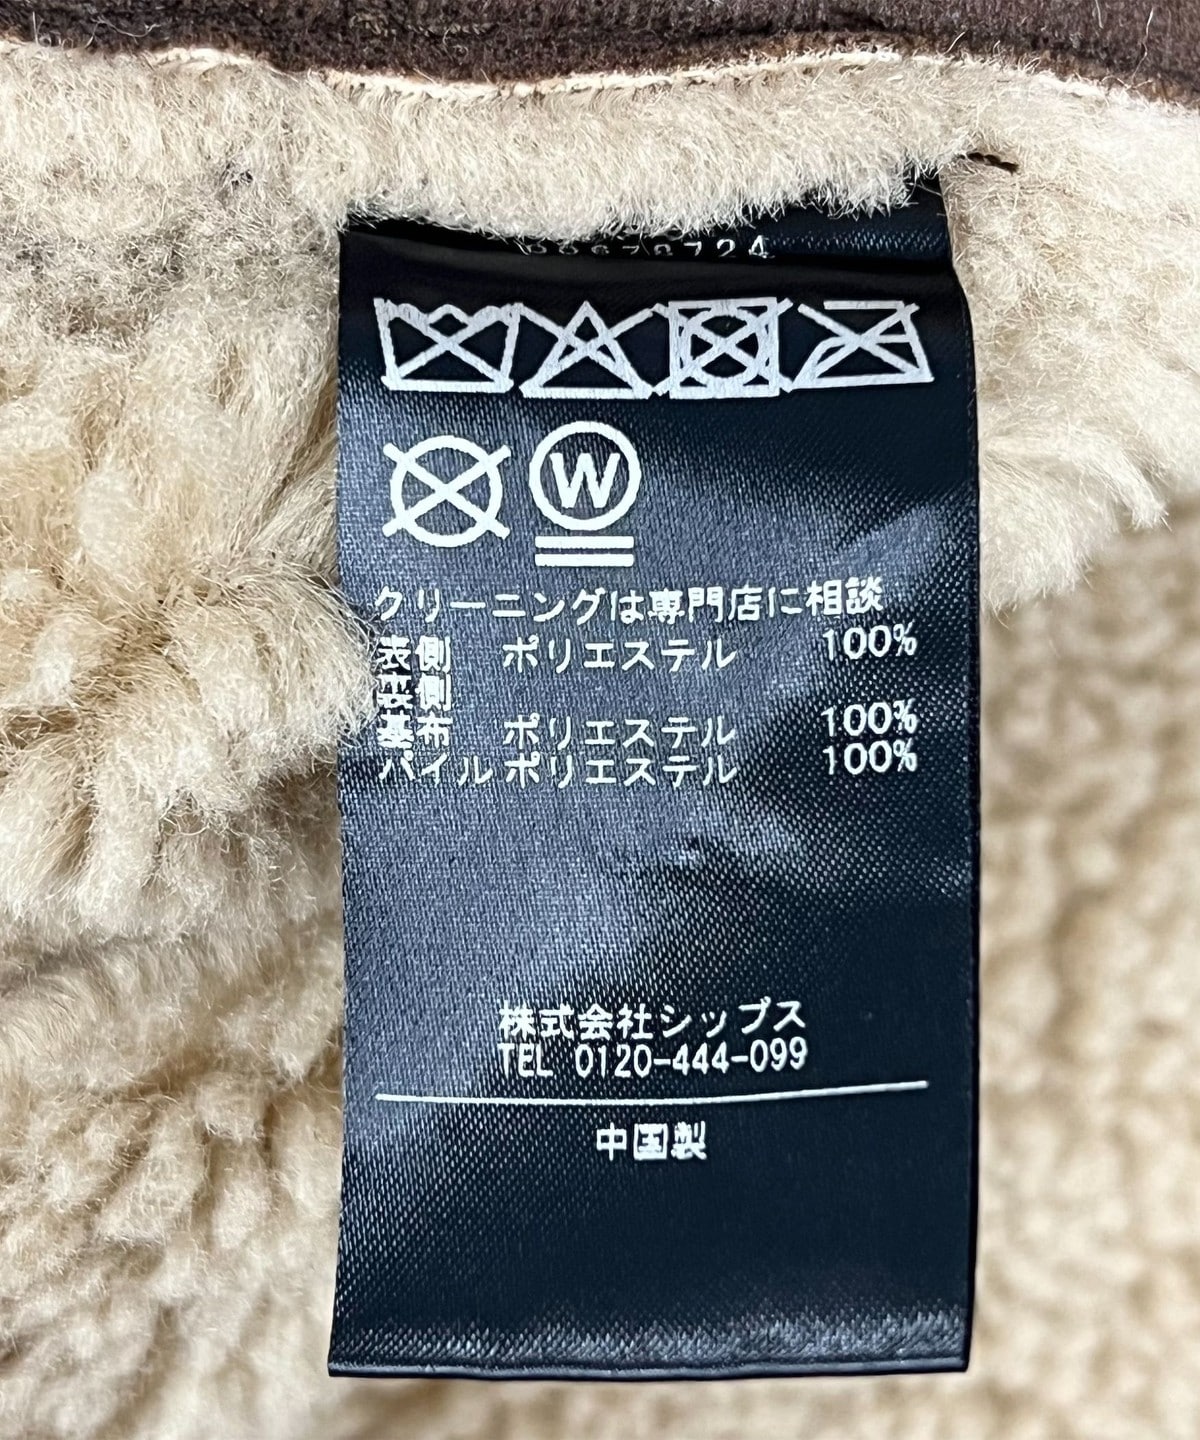 W
クリーニングは専門店に相談
表側 ポリエステル 100%
裏側
基布 ポリエステル 100%
パイル ポリエステル 100%
株式会社シップス
TEL 0120-444-099
中国製